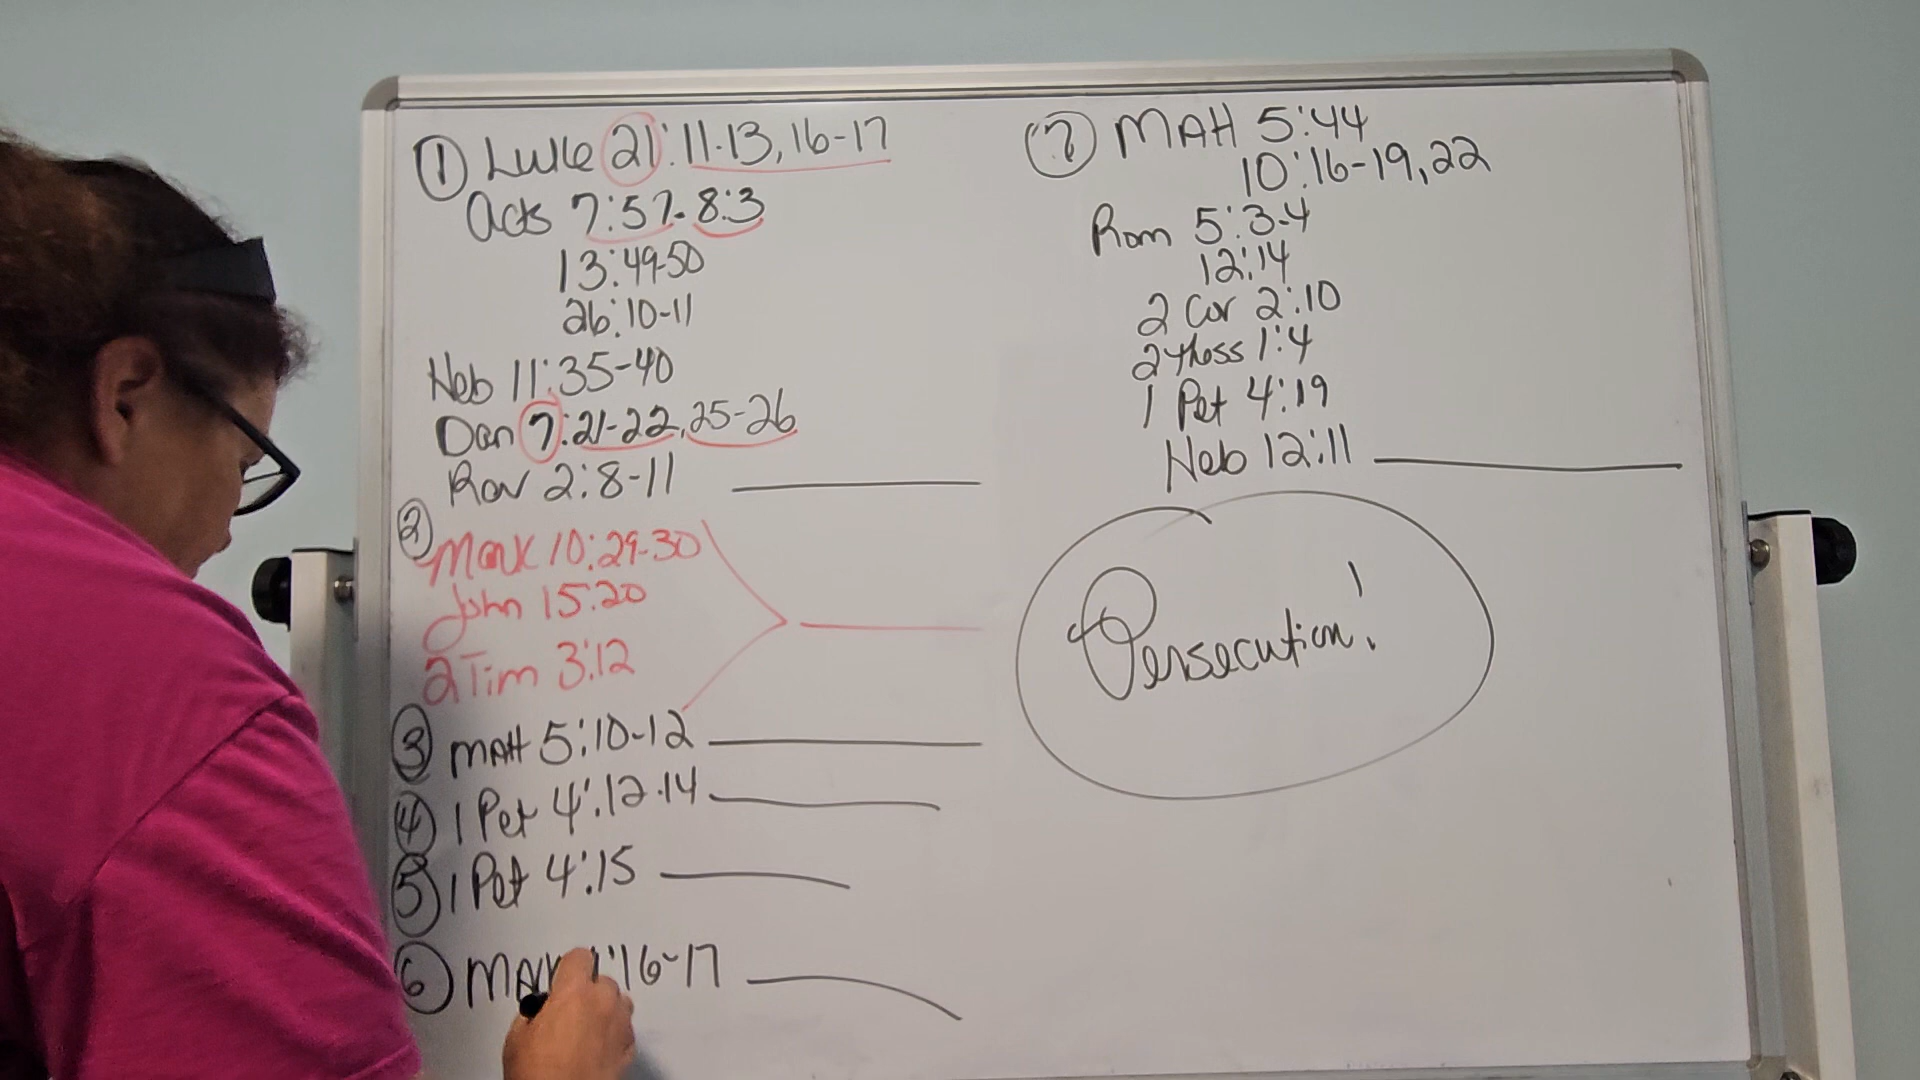 ① Luke 21:11-13, 16-17
Acts 7:57-8:3
13:49-50
26:10-11
Heb 11:35-40
Dan 7:21-22, 25-26
Rev 2:8-11
②
Mark 10:29-30
John 15:20
2 Tim 3:12
③ Matt 5:10-12
④ 1 Pet 4:12-14
⑤ 1 Pet 4:15
⑥ :16-17
⑦ Matt 5:44
10:16-19, 22
Rom 5:3-4
12:14
2 Cor 2:10
2 Thess 1:4
1 Pet 4:19
Heb 12:11
Persecution!